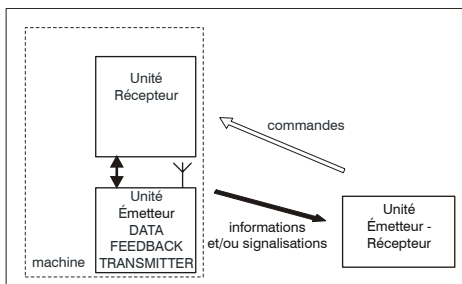 Unité
Récepteur
commandes
Unité
Émetteur
DATA
FEEDBACK
TRANSMITTER
machine
informations
et/ou signalisations
Unité
Émetteur -
Récepteur